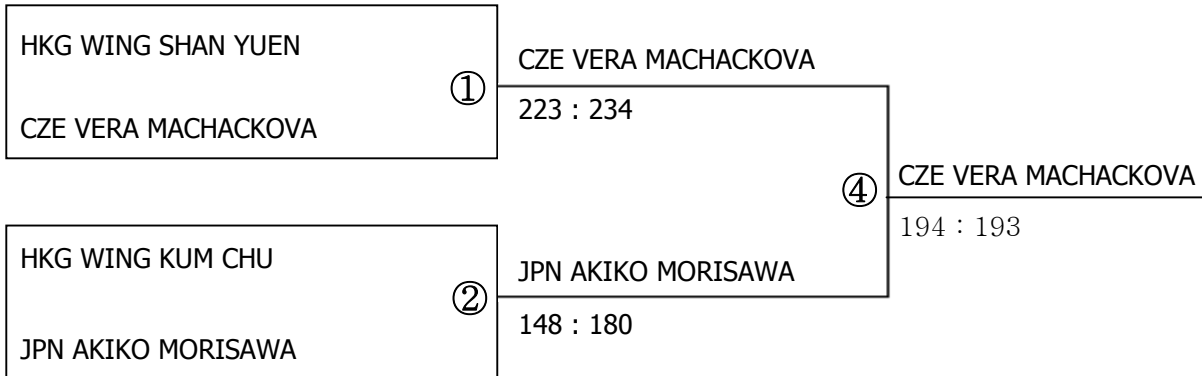 HKG WING SHAN YUEN
CZE VERA MACHACKOVA
①
CZE VERA MACHACKOVA
223 : 234
HKG WING KUM CHU
JPN AKIKO MORISAWA
②
JPN AKIKO MORISAWA
148 : 180
④
CZE VERA MACHACKOVA
194 : 193